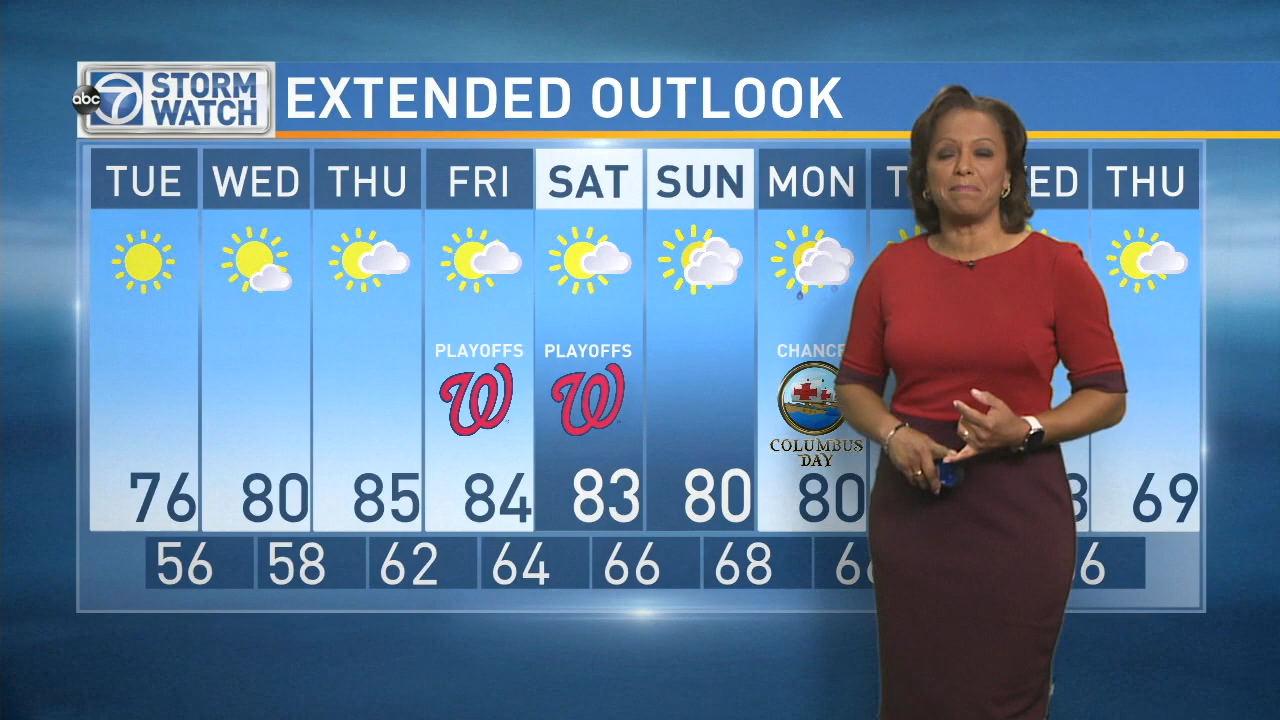 abc 7 STORM WATCH
EXTENDED OUTLOOK
TUE WED THU FRI SAT SUN MON T ED THU
PLAYOFFS PLAYOFFS CHANCE
W W
COLUMBUS DAY
76 80 85 84 83 80 80 69
56 58 62 64 66 68